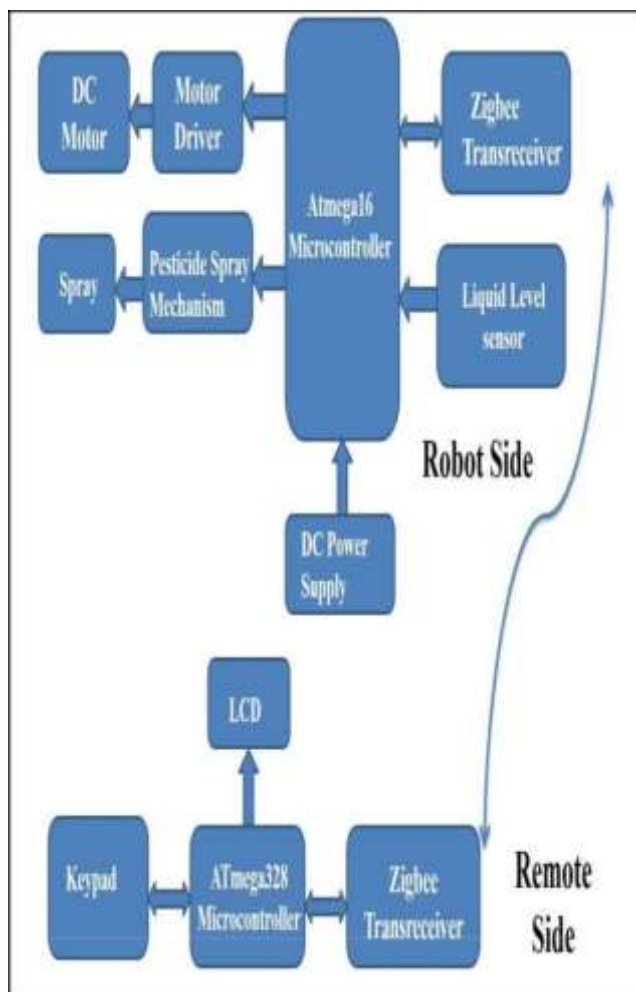 DC
Motor
Motor
Driver
Zigbee
Transreceiver
Atmega16
Microcontroller
Spray
Pesticide Spray
Mechanism
Liquid Level
sensor
Robot Side
DC Power
Supply
LCD
Keypad
ATmega328
Microcontroller
Zigbee
Transreceiver
Remote
Side